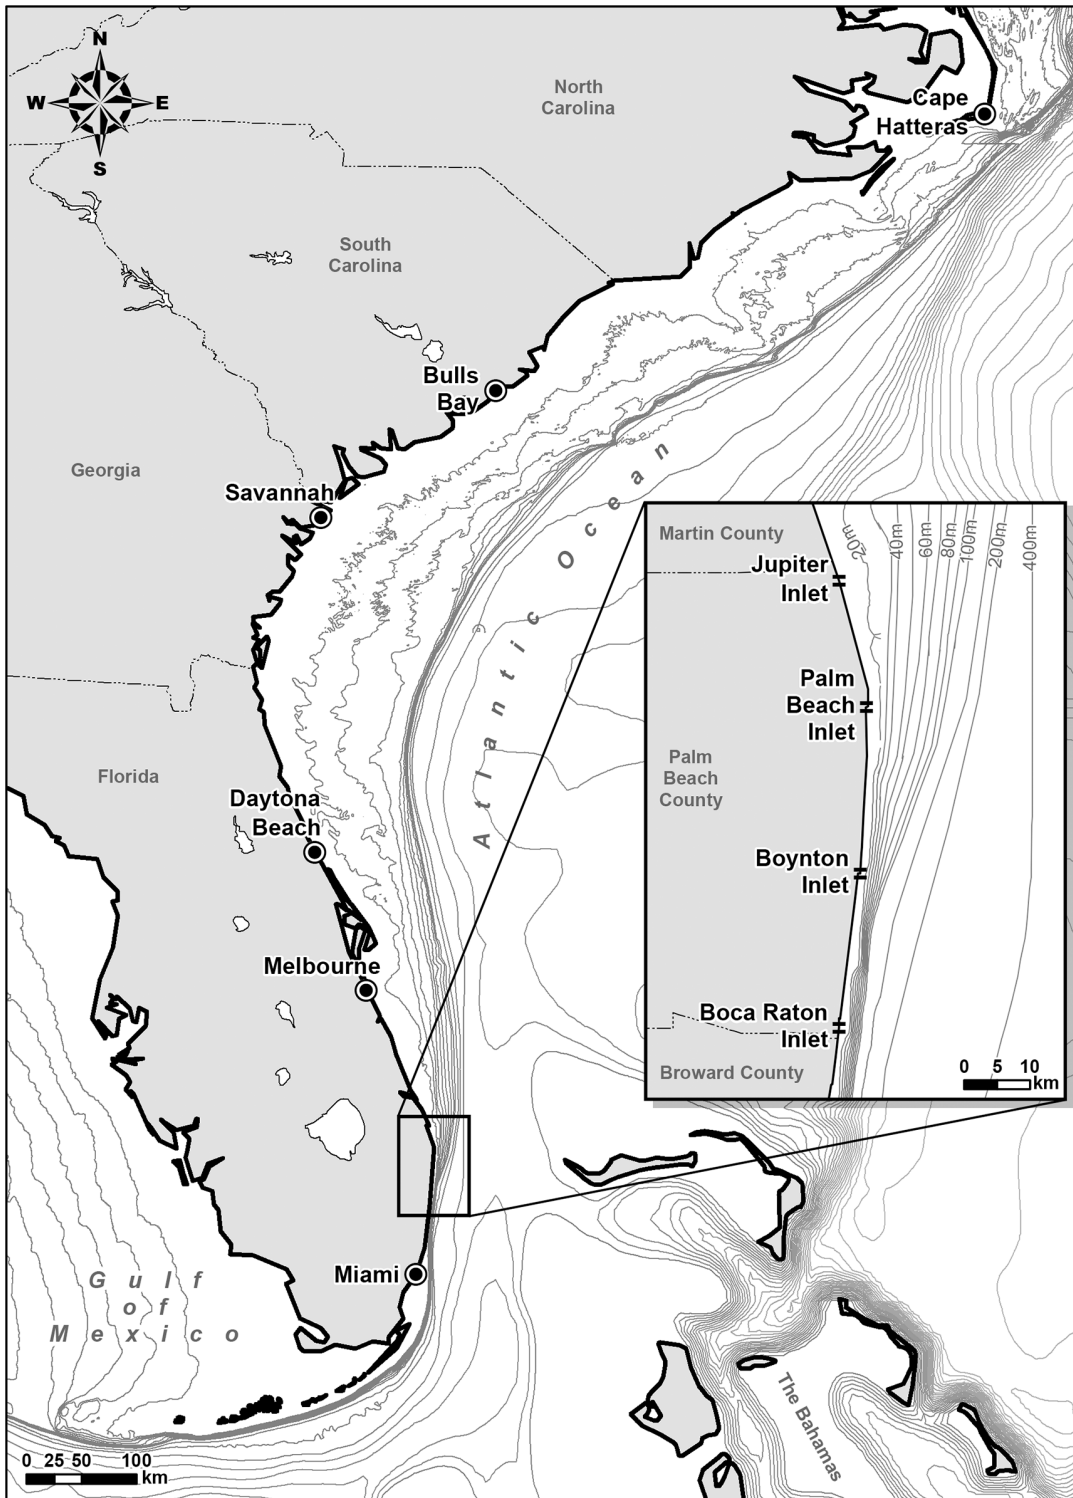 N
W E
S
North
Carolina
Cape
Hatteras
South
Carolina
Bulls
Bay
Georgia
Savannah
Atlantic Ocean
Florida
Daytona
Beach
Melbourne
Miami
Gulf
of
Mexico
0 25 50 100
km
The Bahamas
Martin County
20m 40m 60m 80m 100m 200m 400m
Jupiter
Inlet
Palm
Beach
Inlet
Palm
Beach
County
Boynton
Inlet
Boca Raton
Inlet
Broward County
0 5 10
km